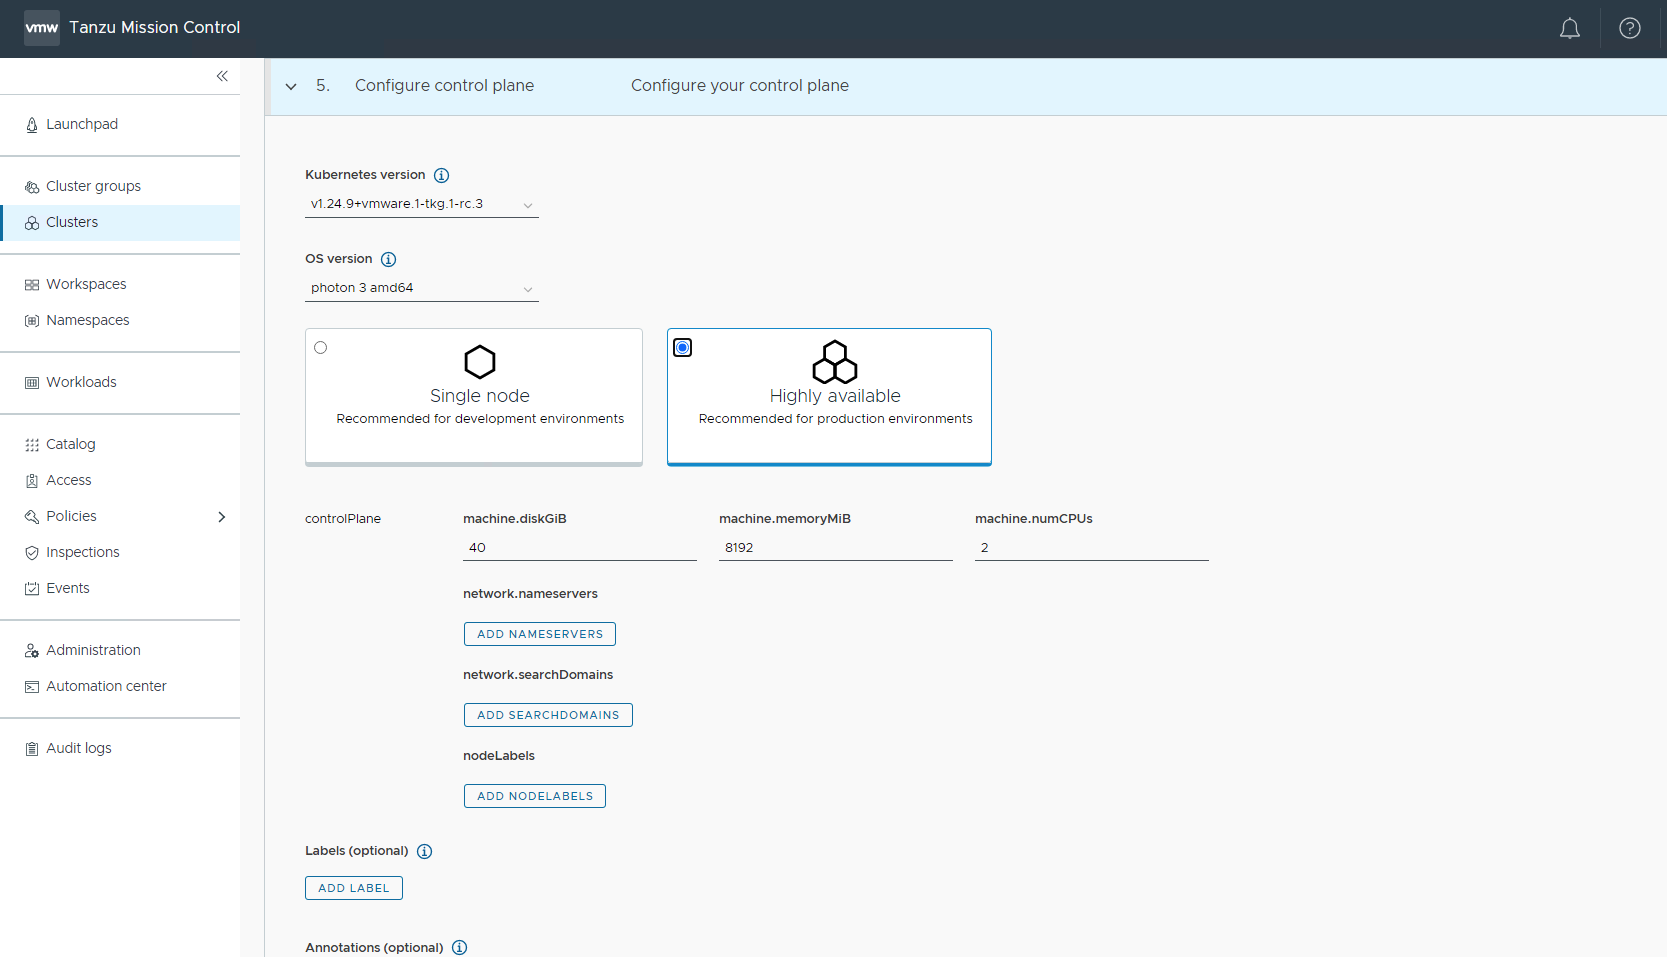 vmw Tanzu Mission Control
Launchpad
Cluster groups
Clusters
Workspaces
Namespaces
Workloads
Catalog
Access
Policies
Inspections
Events
Administration
Automation center
Audit logs
5. Configure control plane Configure your control plane
Kubernetes version
v1.24.9+vmware.1-tkg.1-rc.3
OS version
photon 3 amd64
Single node
Recommended for development environments
Highly available
Recommended for production environments
controlPlane machine.diskGiB machine.memoryMiB machine.numCPUs
40 8192 2
network.nameservers
ADD NAMESERVERS
network.searchDomains
ADD SEARCHDOMAINS
nodeLabels
ADD NODELABELS
Labels (optional)
ADD LABEL
Annotations (optional)